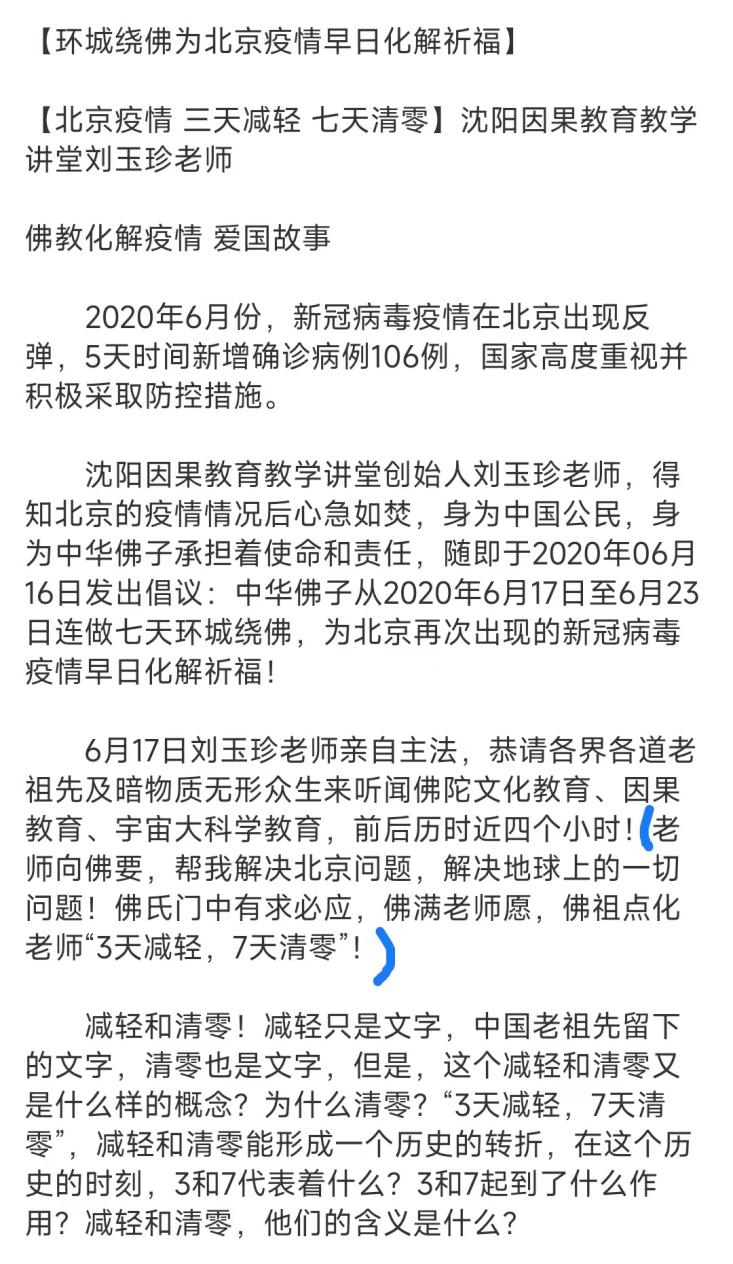 【环城绕佛为北京疫情早日化解祈福】
【北京疫情 三天减轻 七天清零】沈阳因果教育教学
讲堂刘玉珍老师
佛教化解疫情 爱国故事
2020年6月份，新冠病毒疫情在北京出现反
弹，5天时间新增确诊病例106例，国家高度重视并
积极采取防控措施。
沈阳因果教育教学讲堂创始人刘玉珍老师，得
知北京的疫情情况后心急如焚，身为中国公民，身
为中华佛子承担着使命和责任，随即于2020年06月
16日发出倡议：中华佛子从2020年6月17日至6月23
日连做七天环城绕佛，为北京再次出现的新冠病毒
疫情早日化解祈福！
6月17日刘玉珍老师亲自主法，恭请各界各道老
祖先及暗物质无形众生来听闻佛陀文化教育、因果
教育、宇宙大科学教育，前后历时近四个小时！(老
师向佛要，帮我解决北京问题，解决地球上的一切
问题！佛氏门中有求必应，佛满老师愿，佛祖点化
老师“3天减轻，7天清零”！)
减轻和清零！减轻只是文字，中国老祖先留下
的文字，清零也是文字，但是，这个减轻和清零又
是什么样的概念？为什么清零？“3天减轻，7天清
零”，减轻和清零能形成一个历史的转折，在这个历
史的时刻，3和7代表着什么？3和7起到了什么作
用？减轻和清零，他们的含义是什么？